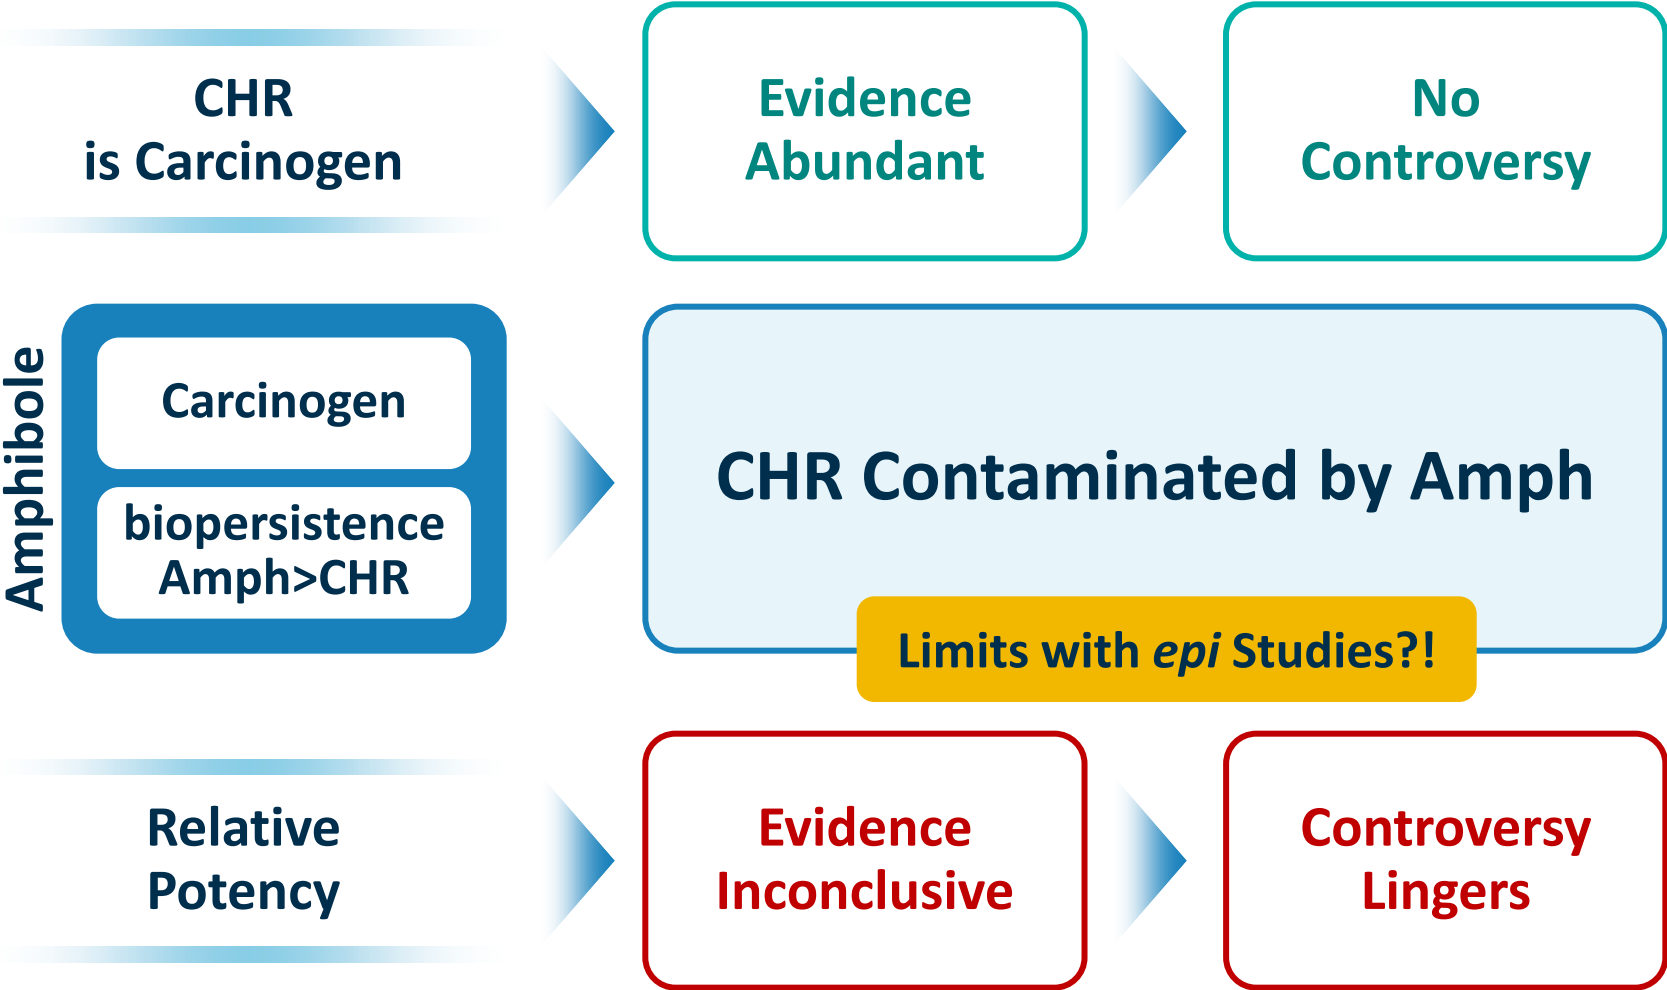 CHR
is Carcinogen
Evidence
Abundant
No
Controversy
Amphibole
Carcinogen
biopersistence
Amph>CHR
CHR Contaminated by Amph
Limits with epi Studies?!
Relative
Potency
Evidence
Inconclusive
Controversy
Lingers